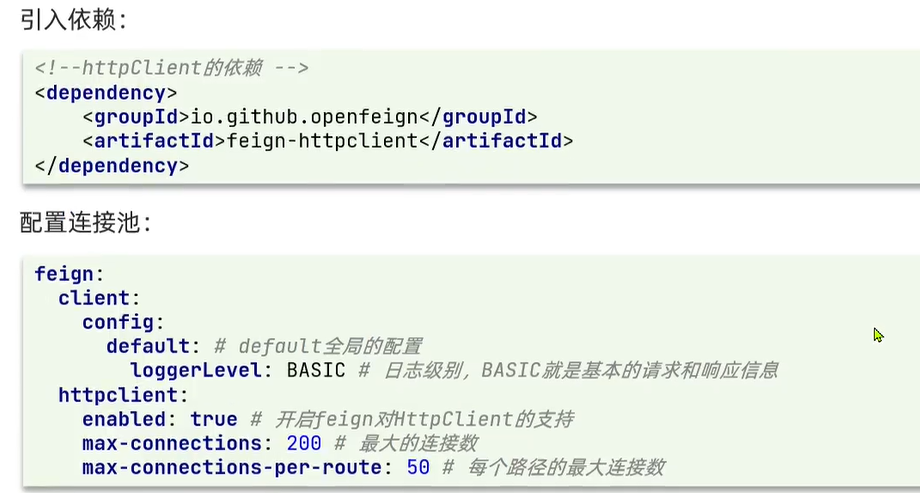 引入依赖：
<!--httpClient的依赖 -->
<dependency>
    <groupId>io.github.openfeign</groupId>
    <artifactId>feign-httpclient</artifactId>
</dependency>
配置连接池：
feign:
  client:
    config:
      default: # default全局的配置
        loggerLevel: BASIC # 日志级别，BASIC就是基本的请求和响应信息
  httpclient:
    enabled: true # 开启feign对HttpClient的支持
    max-connections: 200 # 最大的连接数
    max-connections-per-route: 50 # 每个路径的最大连接数